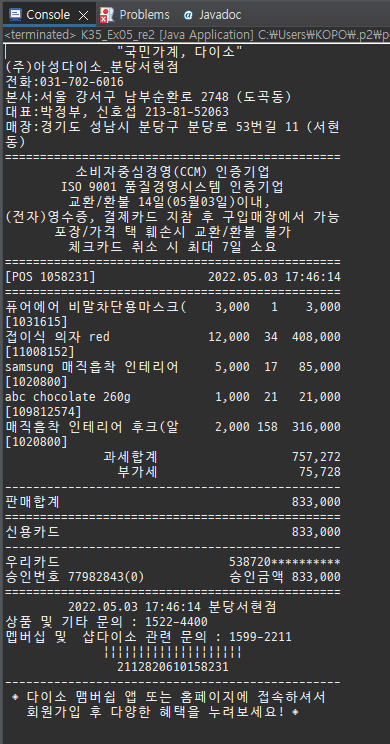 Console Problems Javadoc
<terminated> K35_Ex05_re2 [Java Application] C:₩Users₩KOPO₩.p2₩p
"국민가게, 다이소"
(주)아성다이소_분당서현점
전화:031-702-6016
본사:서울 강서구 남부순환로 2748 (도곡동)
대표:박정부, 신호섭 213-81-52063
매장:경기도 성남시 분당구 분당로 53번길 11 (서현
동)
================================================
소비자중심경영(CCM) 인증기업
ISO 9001 품질경영시스템 인증기업
교환/환불 14일(05월03일)이내,
(전자)영수증, 결제카드 지참 후 구입매장에서 가능
포장/가격 택 훼손시 교환/환불 불가
체크카드 취소 시 최대 7일 소요
================================================
[POS 1058231] 2022.05.03 17:46:14
================================================
퓨어에어 비말차단용마스크( 3,000 1 3,000
[1031615]
접이식 의자 red 12,000 34 408,000
[11008152]
samsung 매직흡착 인테리어 5,000 17 85,000
[1020800]
abc chocolate 260g 1,000 21 21,000
[109812574]
매직흡착 인테리어 후크(알 2,000 158 316,000
[1020800]
과세합계 757,272
부가세 75,728
------------------------------------------------
판매합계 833,000
================================================
신용카드 833,000
------------------------------------------------
우리카드 538720**********
승인번호 77982843(0) 승인금액 833,000
================================================
2022.05.03 17:46:14 분당서현점
상품 및 기타 문의 : 1522-4400
멥버십 및 샵다이소 관련 문의 : 1599-2211
||||||||||||||||||||
2112820610158231
------------------------------------------------
◈ 다이소 맴버쉽 앱 또는 홈페이지에 접속하셔서
회원가입 후 다양한 혜택을 누려보세요! ◈